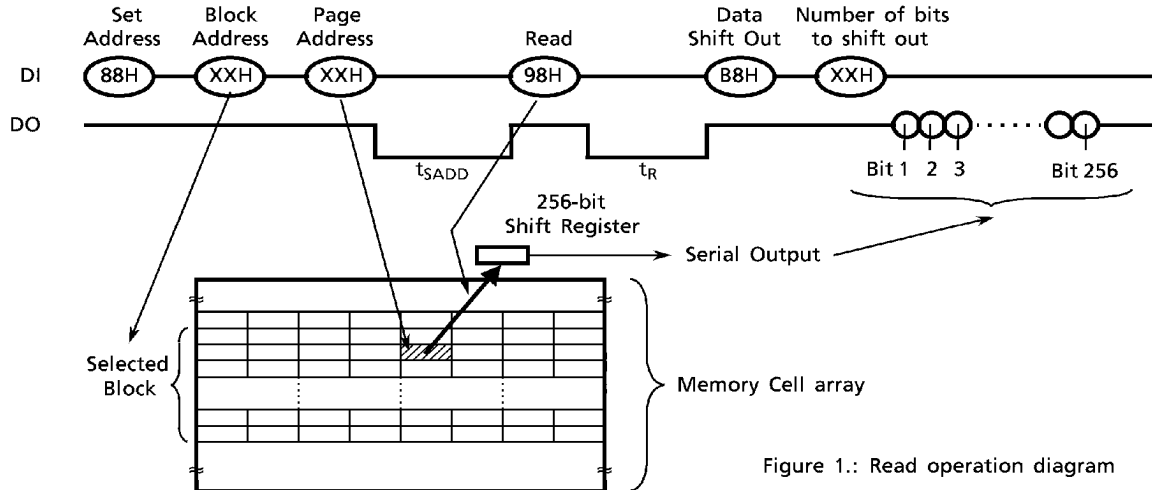 Set Address
Block Address
Page Address
Read
Data Shift Out
Number of bits to shift out
DI
88H
XXH
XXH
98H
B8H
XXH
DO
tSADD
tR
Bit 1
2
3
Bit 256
256-bit Shift Register
Serial Output
Selected Block
Memory Cell array
Figure 1.: Read operation diagram